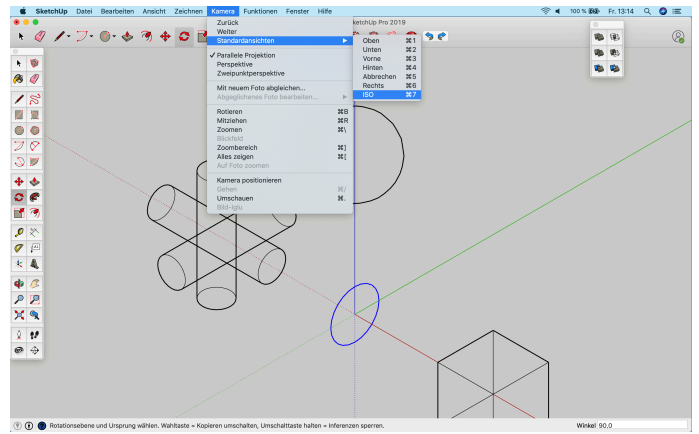 SketchUp Datei Bearbeiten Ansicht Zeichnen Kamera Funktionen Fenster Hilfe 100 % Fr. 13:14
ketchUp Pro 2019
Zurück
Weiter
Standardansichten
Parallele Projektion
Perspektive
Zweipunktperspektive
Mit neuem Foto abgleichen...
Abgeglichenes Foto bearbeiten...
Rotieren ⌘B
Mitziehen ⌘R
Zoomen ⌘\
Blickfeld
Zoombereich ⌘]
Alles zeigen ⌘[
Auf Foto zoomen
Kamera positionieren
Gehen ⌘/
Umschauen ⌘.
Bild-Iglu
Oben ⌘1
Unten ⌘2
Vorne ⌘3
Hinten ⌘4
Abbrechen ⌘5
Rechts ⌘6
ISO ⌘7
Rotationsebene und Ursprung wählen. Wahltaste = Kopieren umschalten, Umschalttaste halten = Inferenzen sperren. Winkel 90.0